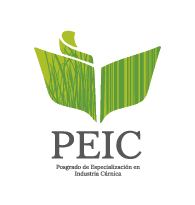 PEIC
Posgrado de Especialización en
Industria Cárnica